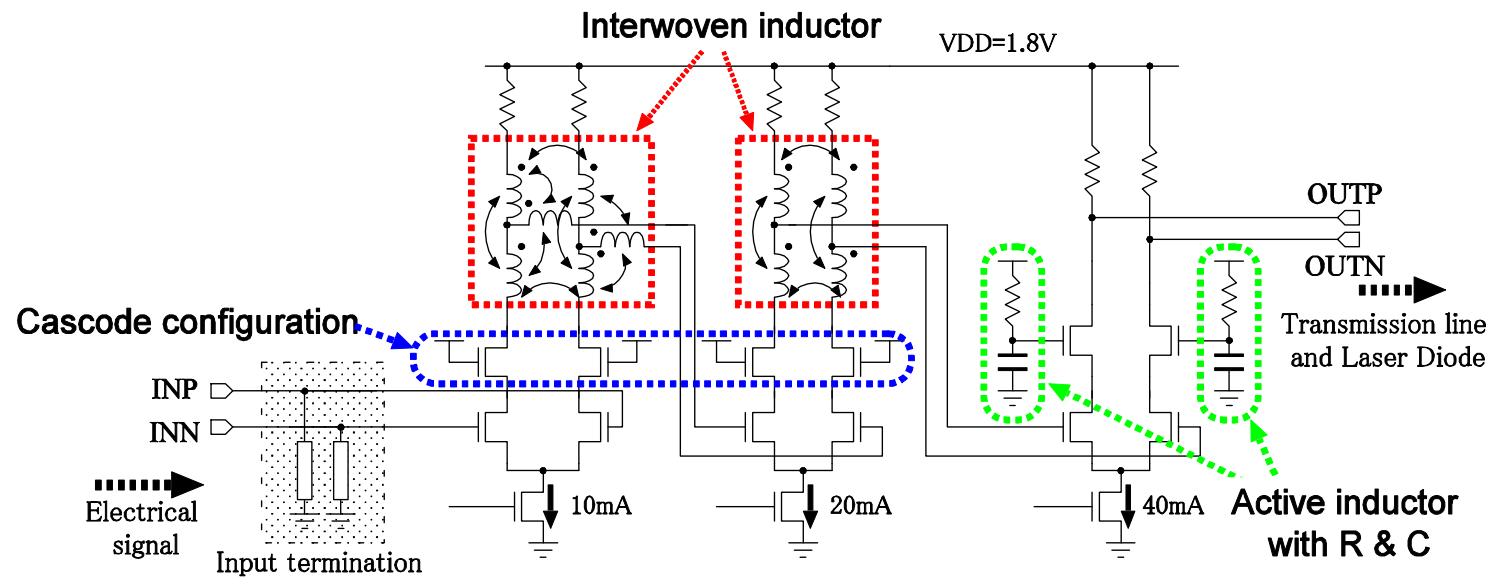 Interwoven inductor
VDD=1.8V
OUTP
OUTN
Transmission line
and Laser Diode
Cascode configuration
INP
INN
Electrical
signal
Input termination
10mA
20mA
40mA
Active inductor
with R & C